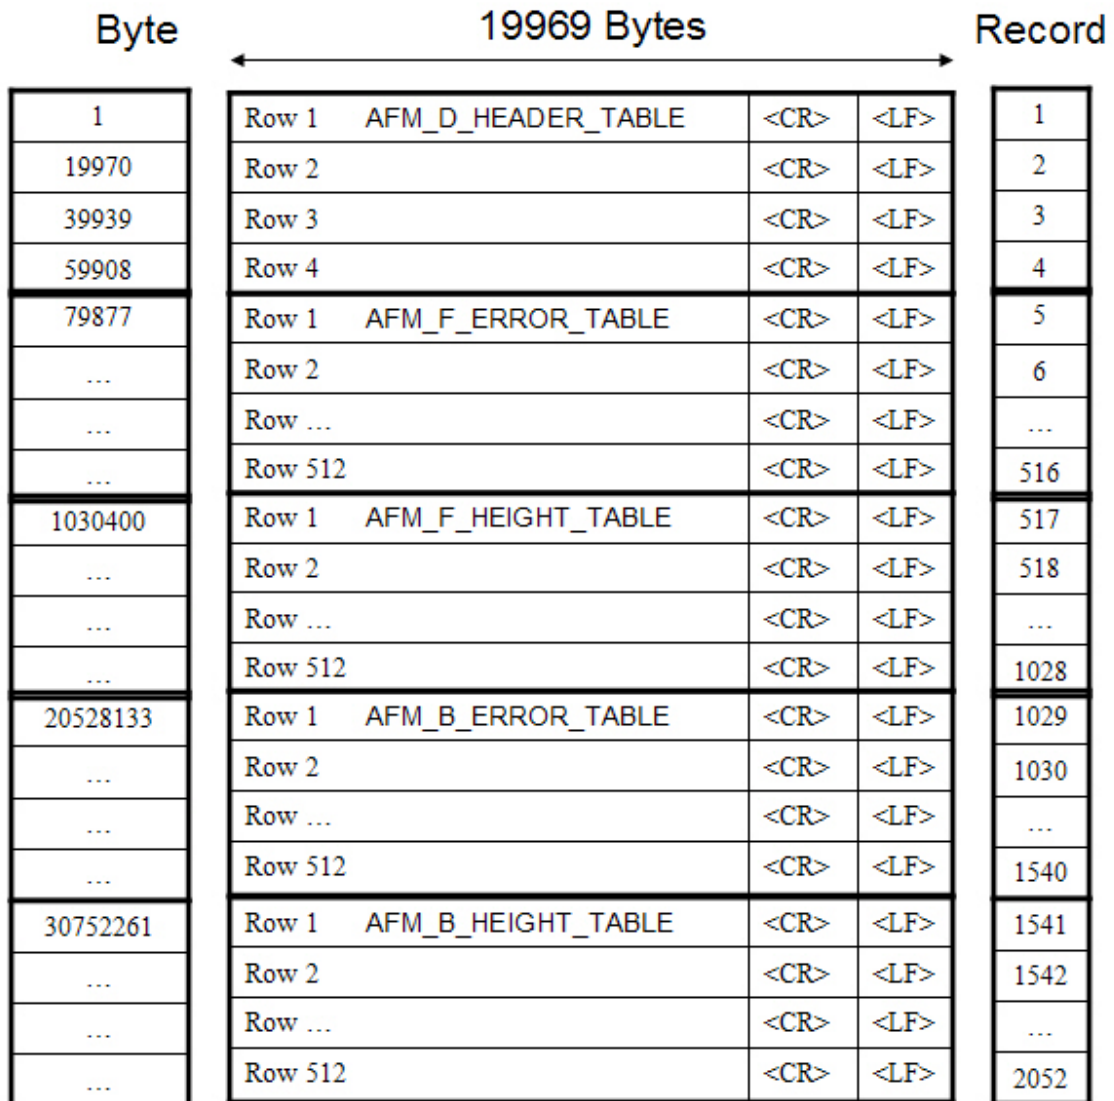 Byte 19969 Bytes Record
1 Row 1 AFM_D_HEADER_TABLE <CR> <LF> 1
19970 Row 2 <CR> <LF> 2
39939 Row 3 <CR> <LF> 3
59908 Row 4 <CR> <LF> 4
79877 Row 1 AFM_F_ERROR_TABLE <CR> <LF> 5
... Row 2 <CR> <LF> 6
... Row ... <CR> <LF> ...
... Row 512 <CR> <LF> 516
1030400 Row 1 AFM_F_HEIGHT_TABLE <CR> <LF> 517
... Row 2 <CR> <LF> 518
... Row ... <CR> <LF> ...
... Row 512 <CR> <LF> 1028
20528133 Row 1 AFM_B_ERROR_TABLE <CR> <LF> 1029
... Row 2 <CR> <LF> 1030
... Row ... <CR> <LF> ...
... Row 512 <CR> <LF> 1540
30752261 Row 1 AFM_B_HEIGHT_TABLE <CR> <LF> 1541
... Row 2 <CR> <LF> 1542
... Row ... <CR> <LF> ...
... Row 512 <CR> <LF> 2052